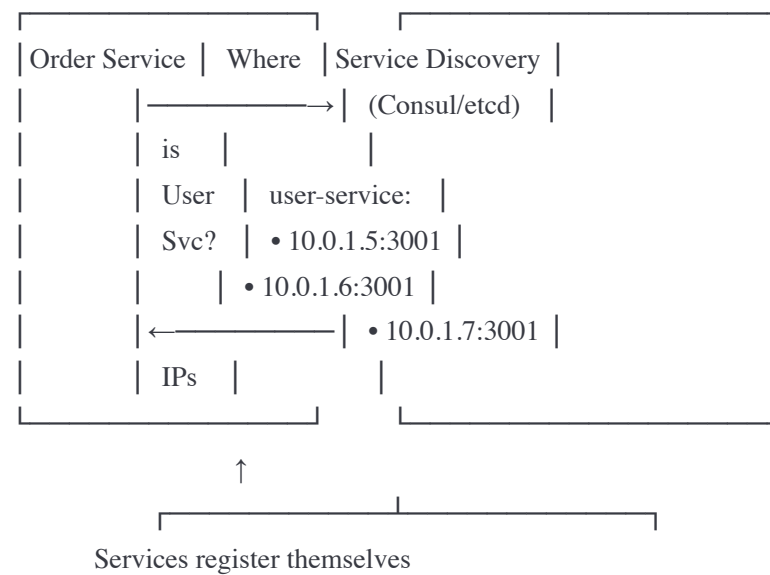 Order Service Where Service Discovery
(Consul/etcd)
is
User user-service:
Svc? • 10.0.1.5:3001
• 10.0.1.6:3001
• 10.0.1.7:3001
IPs
Services register themselves